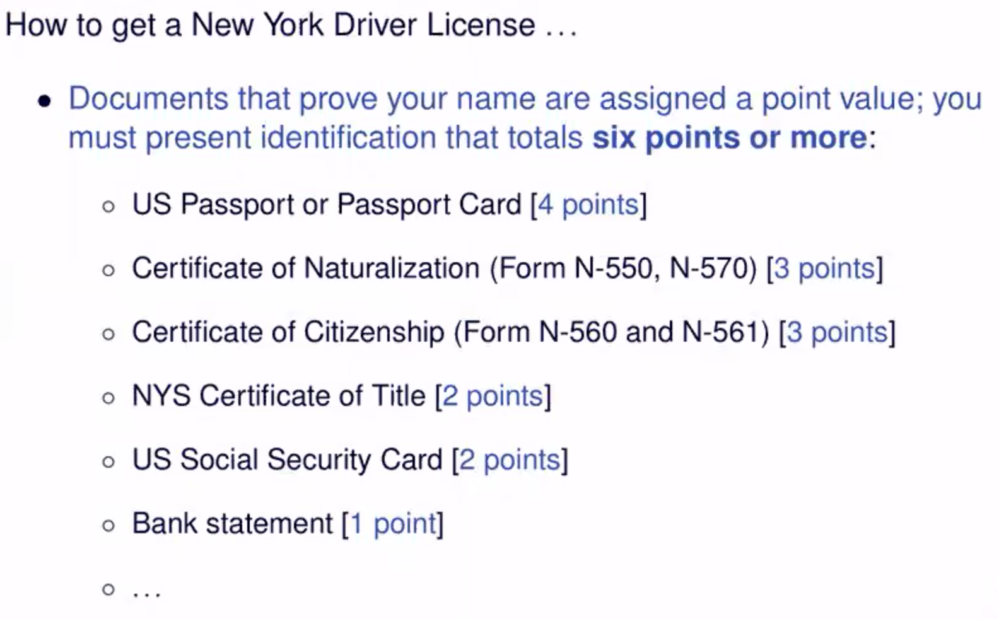 How to get a New York Driver License ...
• Documents that prove your name are assigned a point value; you
must present identification that totals six points or more:
◦ US Passport or Passport Card [4 points]
◦ Certificate of Naturalization (Form N-550, N-570) [3 points]
◦ Certificate of Citizenship (Form N-560 and N-561) [3 points]
◦ NYS Certificate of Title [2 points]
◦ US Social Security Card [2 points]
◦ Bank statement [1 point]
◦ ...